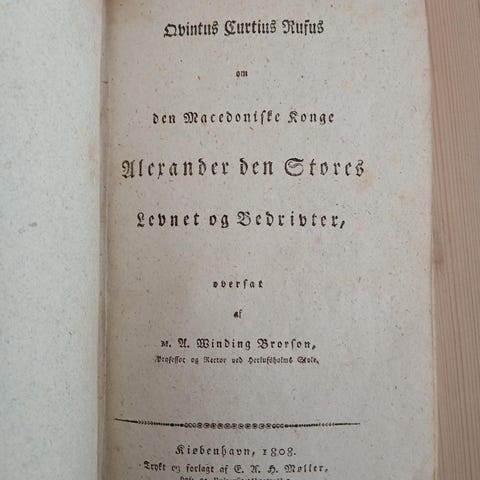 Qvintus Curtius Rufus
om
den Macedoniske Konge
Alexander den Stores
Levnet og Bedrivter,
oversat
af
M. A. Winding Brorson,
Professor og Rector ved Herlufsholms Skole.
Kiøbenhavn, 1808.
Trykt og forlagt af E. A. H. Møller,